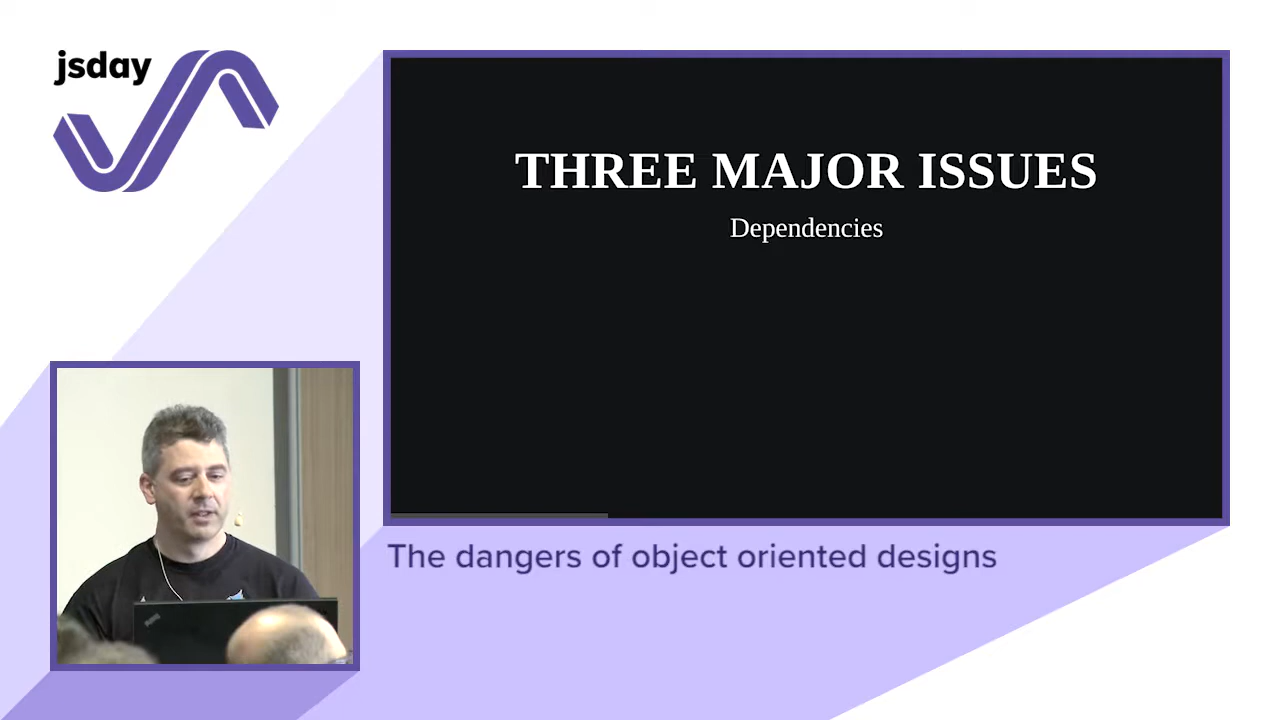 jsday
THREE MAJOR ISSUES
Dependencies
The dangers of object oriented designs